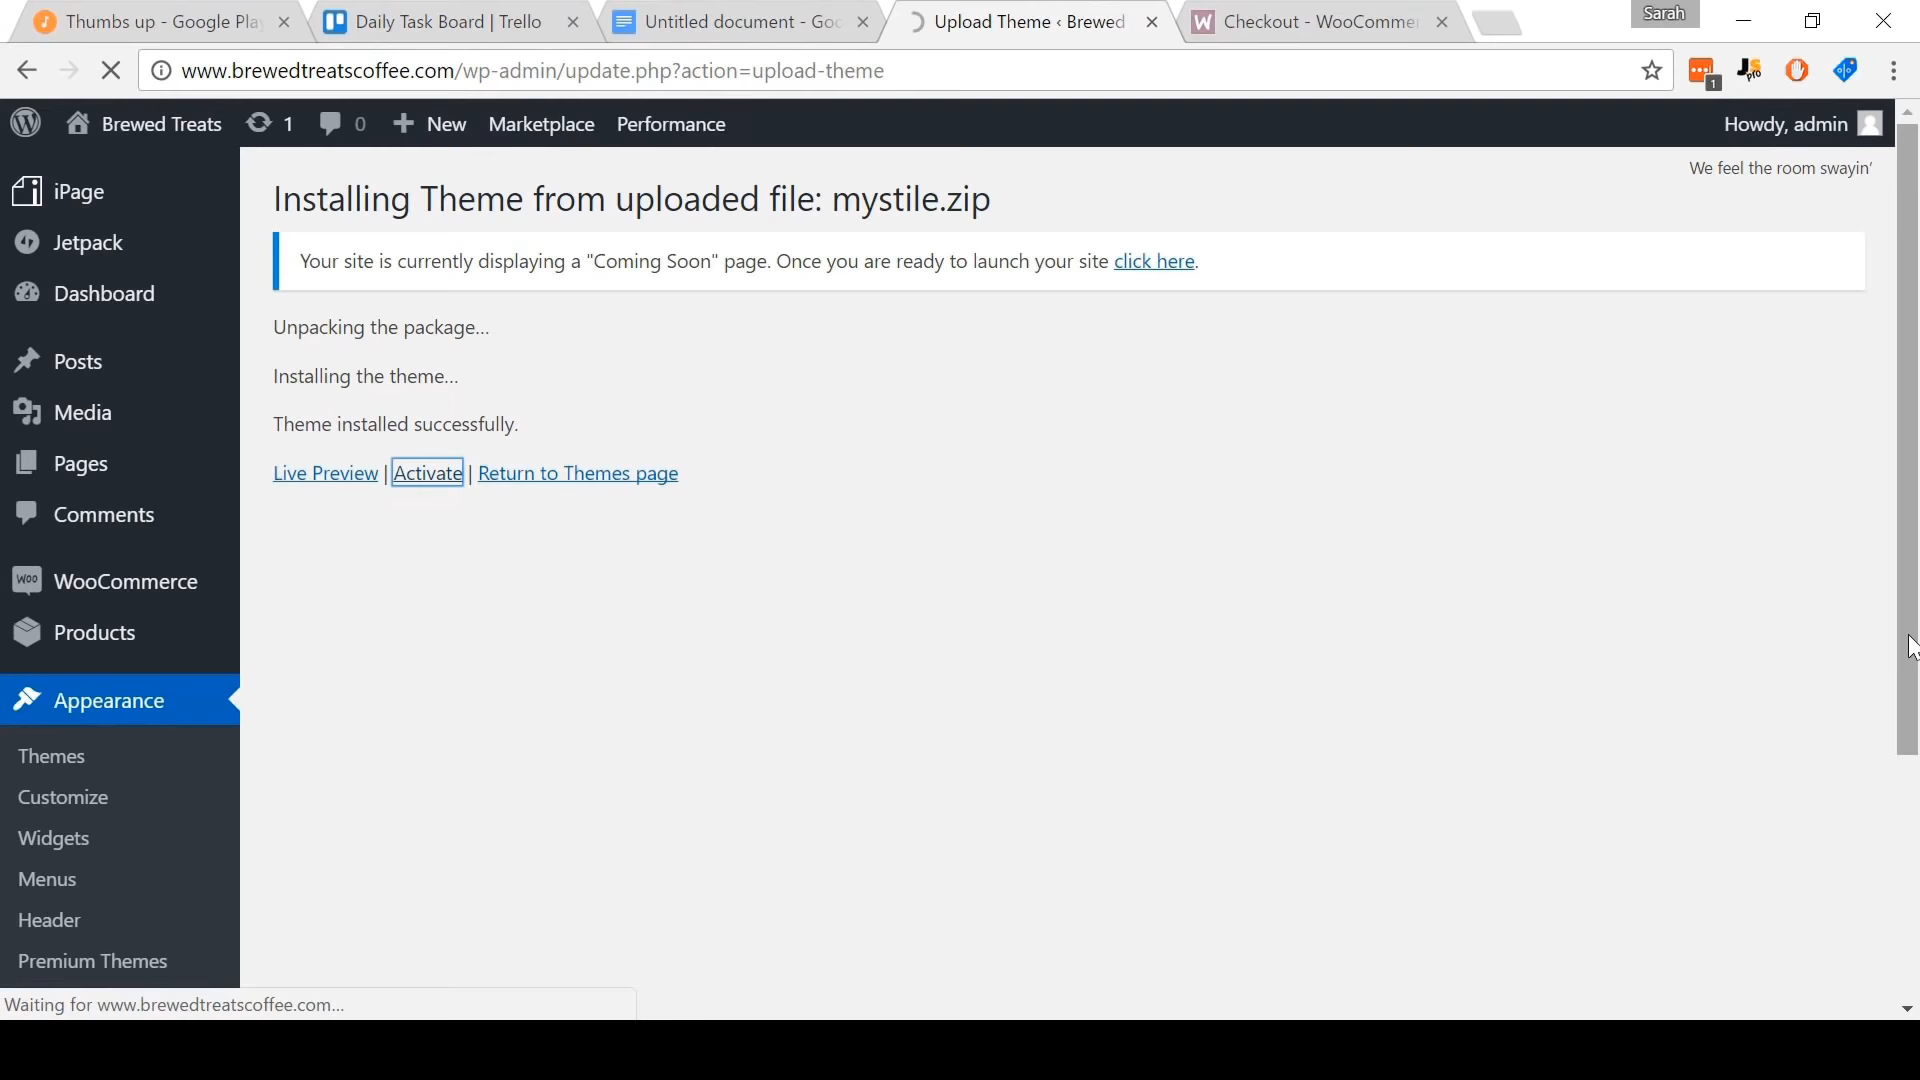 Thumbs up - Google Pla
Daily Task Board | Trello
Untitled document - Goo
Upload Theme ‹ Brewed
W
Checkout - WooComme
Sarah
www.brewedtreatscoffee.com/wp-admin/update.php?action=upload-theme
1
JS
pro
Brewed Treats
1
0
New
Marketplace
Performance
Howdy, admin
We feel the room swayin'
iPage
Jetpack
Dashboard
Posts
Media
Pages
Comments
Woo
WooCommerce
Products
Appearance
Themes
Customize
Widgets
Menus
Header
Premium Themes
Installing Theme from uploaded file: mystile.zip
Your site is currently displaying a "Coming Soon" page. Once you are ready to launch your site click here.
Unpacking the package...
Installing the theme...
Theme installed successfully.
Live Preview | Activate | Return to Themes page
Waiting for www.brewedtreatscoffee.com...